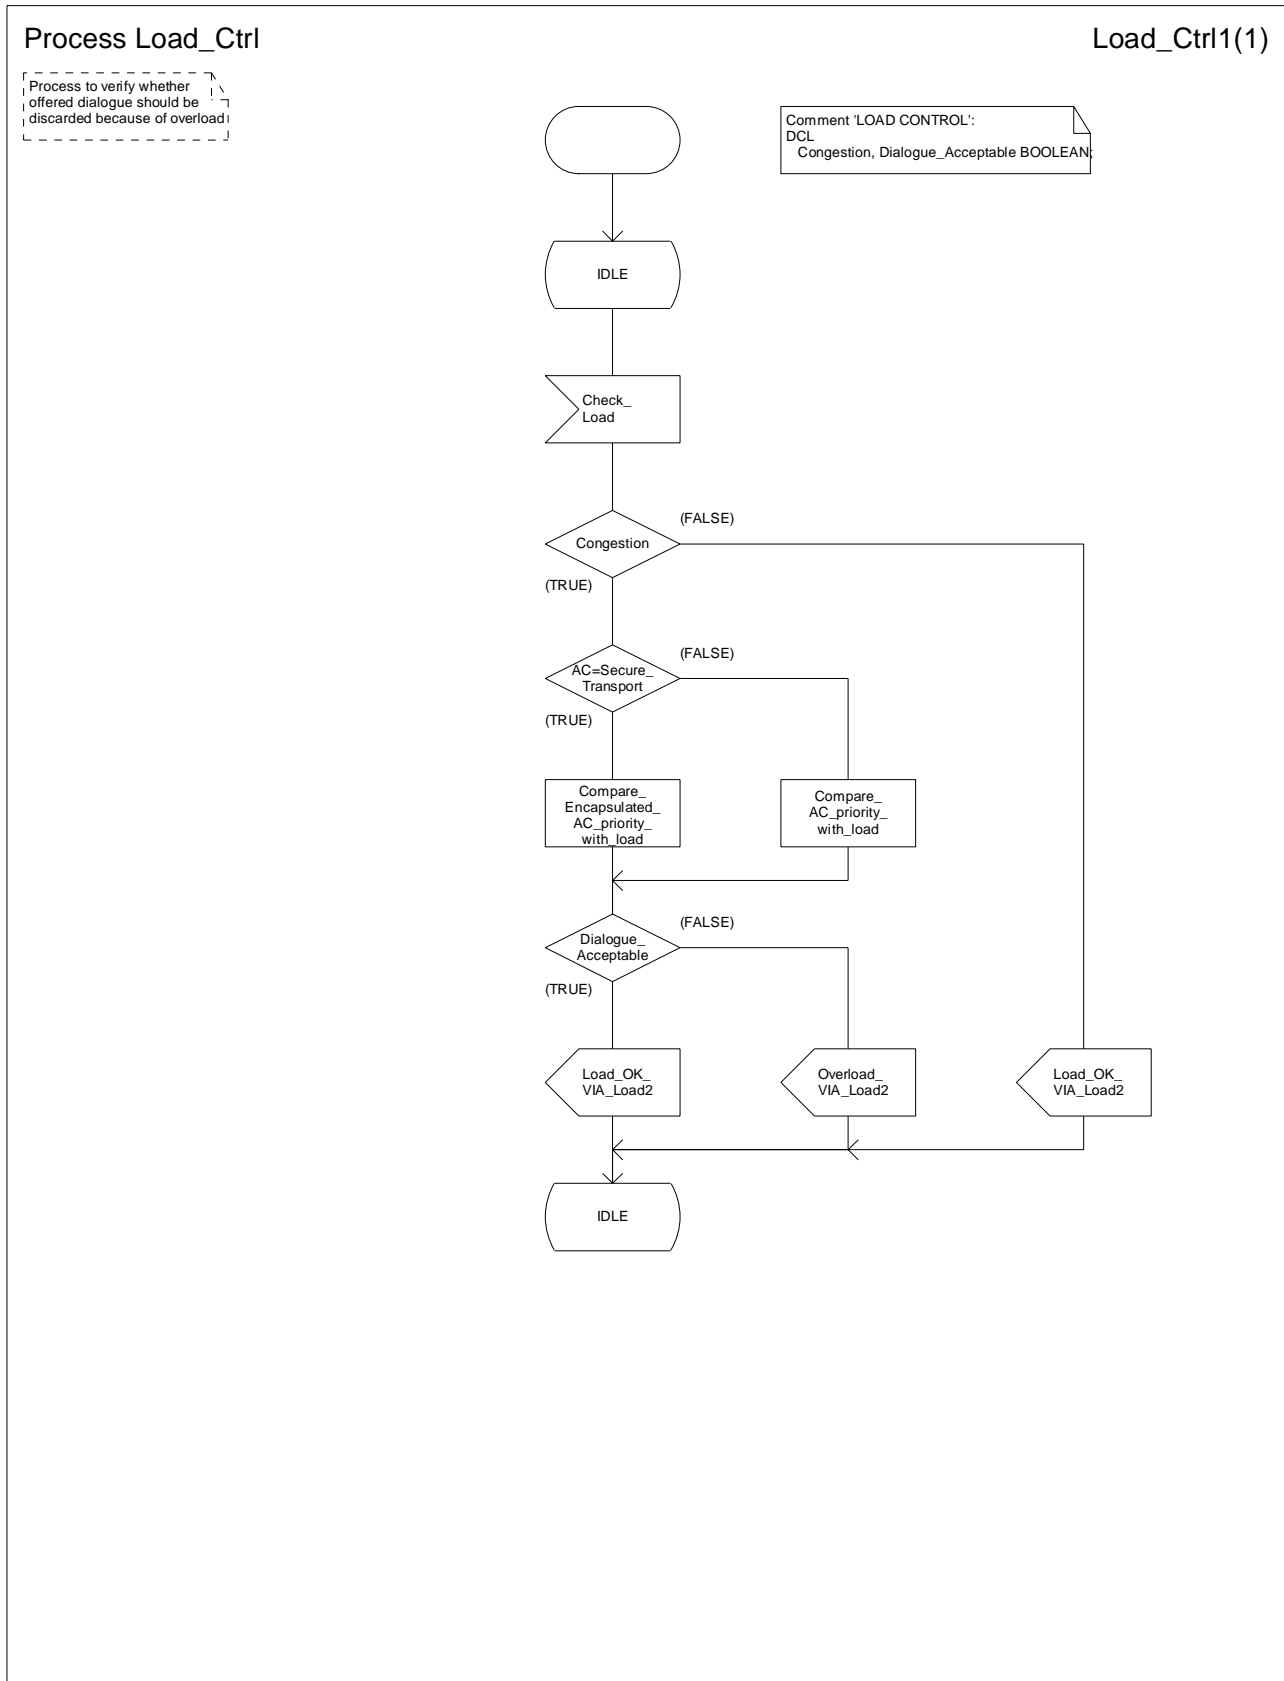 Process Load_Ctrl
Load_Ctrl1(1)
Process to verify whether
offered dialogue should be
discarded because of overload
Comment 'LOAD CONTROL':
DCL
Congestion, Dialogue_Acceptable BOOLEAN;
IDLE
Check_
Load
Congestion
(FALSE)
(TRUE)
AC=Secure_
Transport
(FALSE)
(TRUE)
Compare_
Encapsulated_
AC_priority_
with_load
Compare_
AC_priority_
with_load
Dialogue_
Acceptable
(FALSE)
(TRUE)
Load_OK_
VIA_Load2
Overload_
VIA_Load2
Load_OK_
VIA_Load2
IDLE